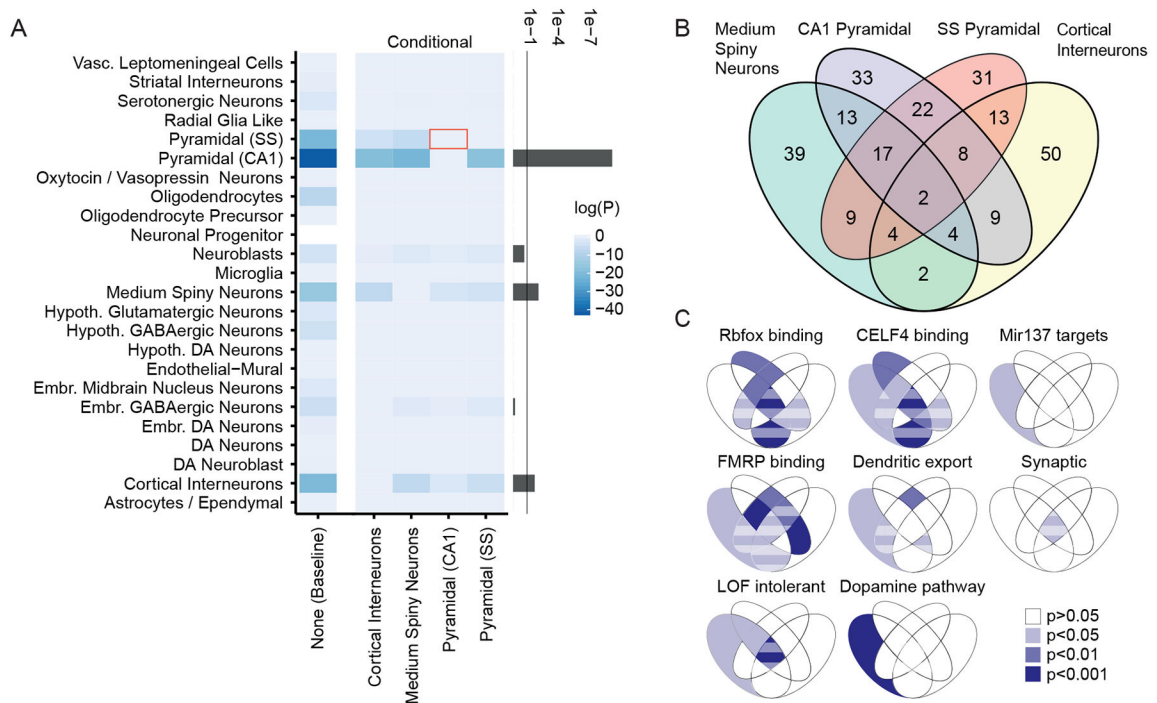 A
1e-1
1e-4
1e-7
Conditional
Vasc. Leptomeningeal Cells
Striatal Interneurons
Serotonergic Neurons
Radial Glia Like
Pyramidal (SS)
Pyramidal (CA1)
Oxytocin / Vasopressin Neurons
Oligodendrocytes
Oligodendrocyte Precursor
Neuronal Progenitor
Neuroblasts
Microglia
Medium Spiny Neurons
Hypoth. Glutamatergic Neurons
Hypoth. GABAergic Neurons
Hypoth. DA Neurons
Endothelial−Mural
Embr. Midbrain Nucleus Neurons
Embr. GABAergic Neurons
Embr. DA Neurons
DA Neurons
DA Neuroblast
Cortical Interneurons
Astrocytes / Ependymal
None (Baseline)
Cortical Interneurons
Medium Spiny Neurons
Pyramidal (CA1)
Pyramidal (SS)
log(P)
0
−10
−20
−30
−40
B
Medium
Spiny
Neurons
CA1 Pyramidal
SS Pyramidal
Cortical
Interneurons
33
31
13
22
13
39
17
8
50
2
9
4
4
9
2
C
Rbfox binding
CELF4 binding
Mir137 targets
FMRP binding
Dendritic export
Synaptic
LOF intolerant
Dopamine pathway
p>0.05
p<0.05
p<0.01
p<0.001